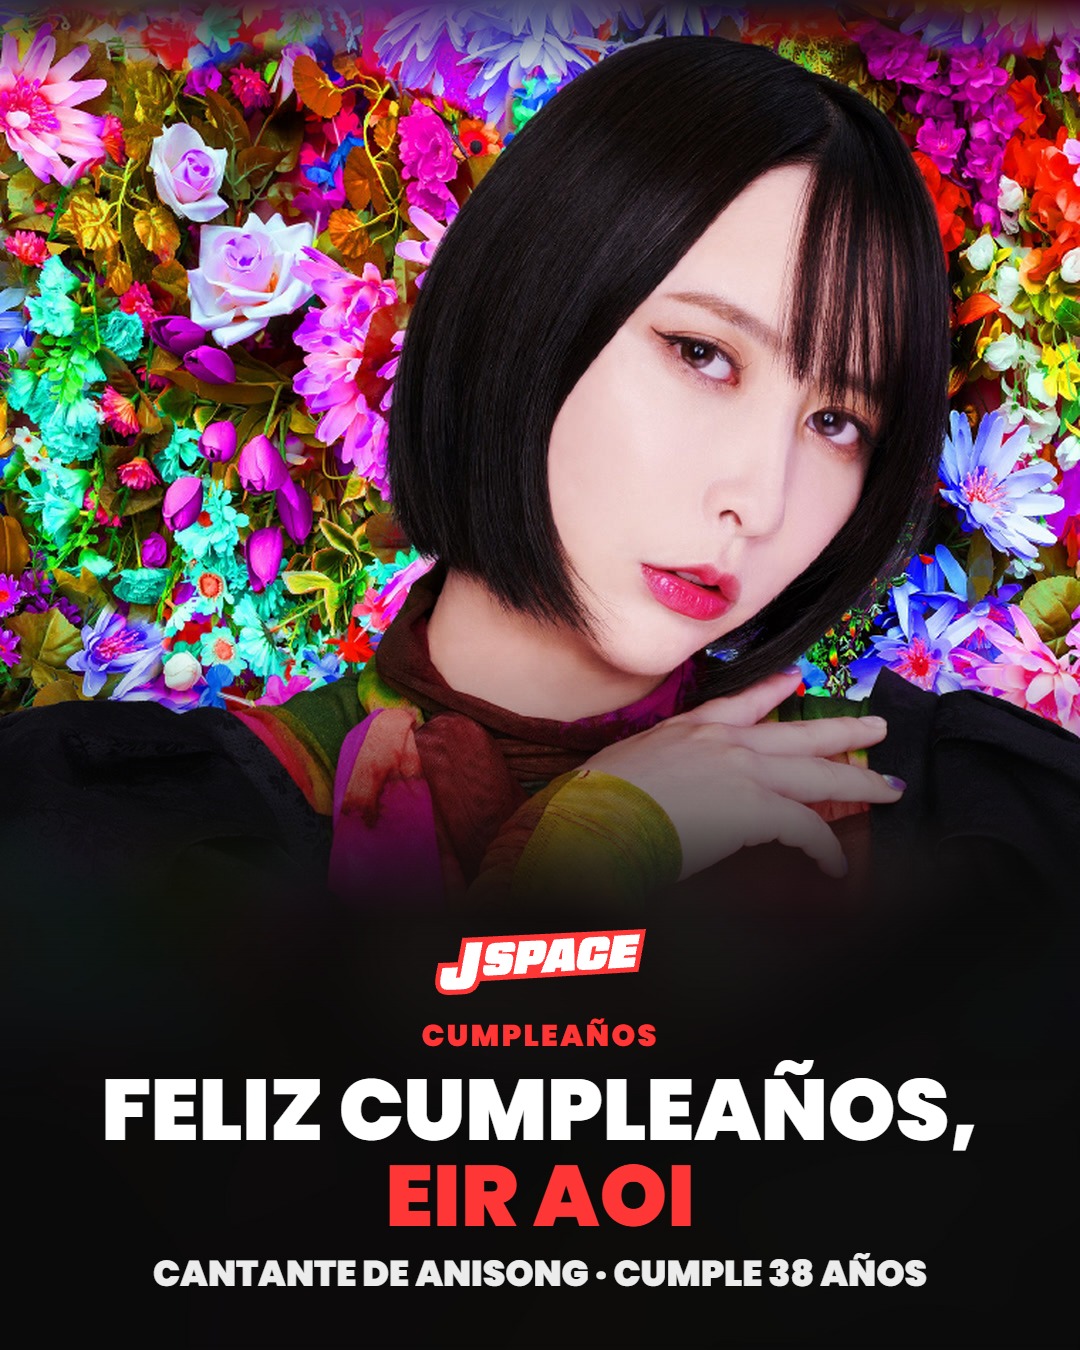 JSPACE
CUMPLEAÑOS
FELIZ CUMPLEAÑOS,
EIR AOI
CANTANTE DE ANISONG · CUMPLE 38 AÑOS